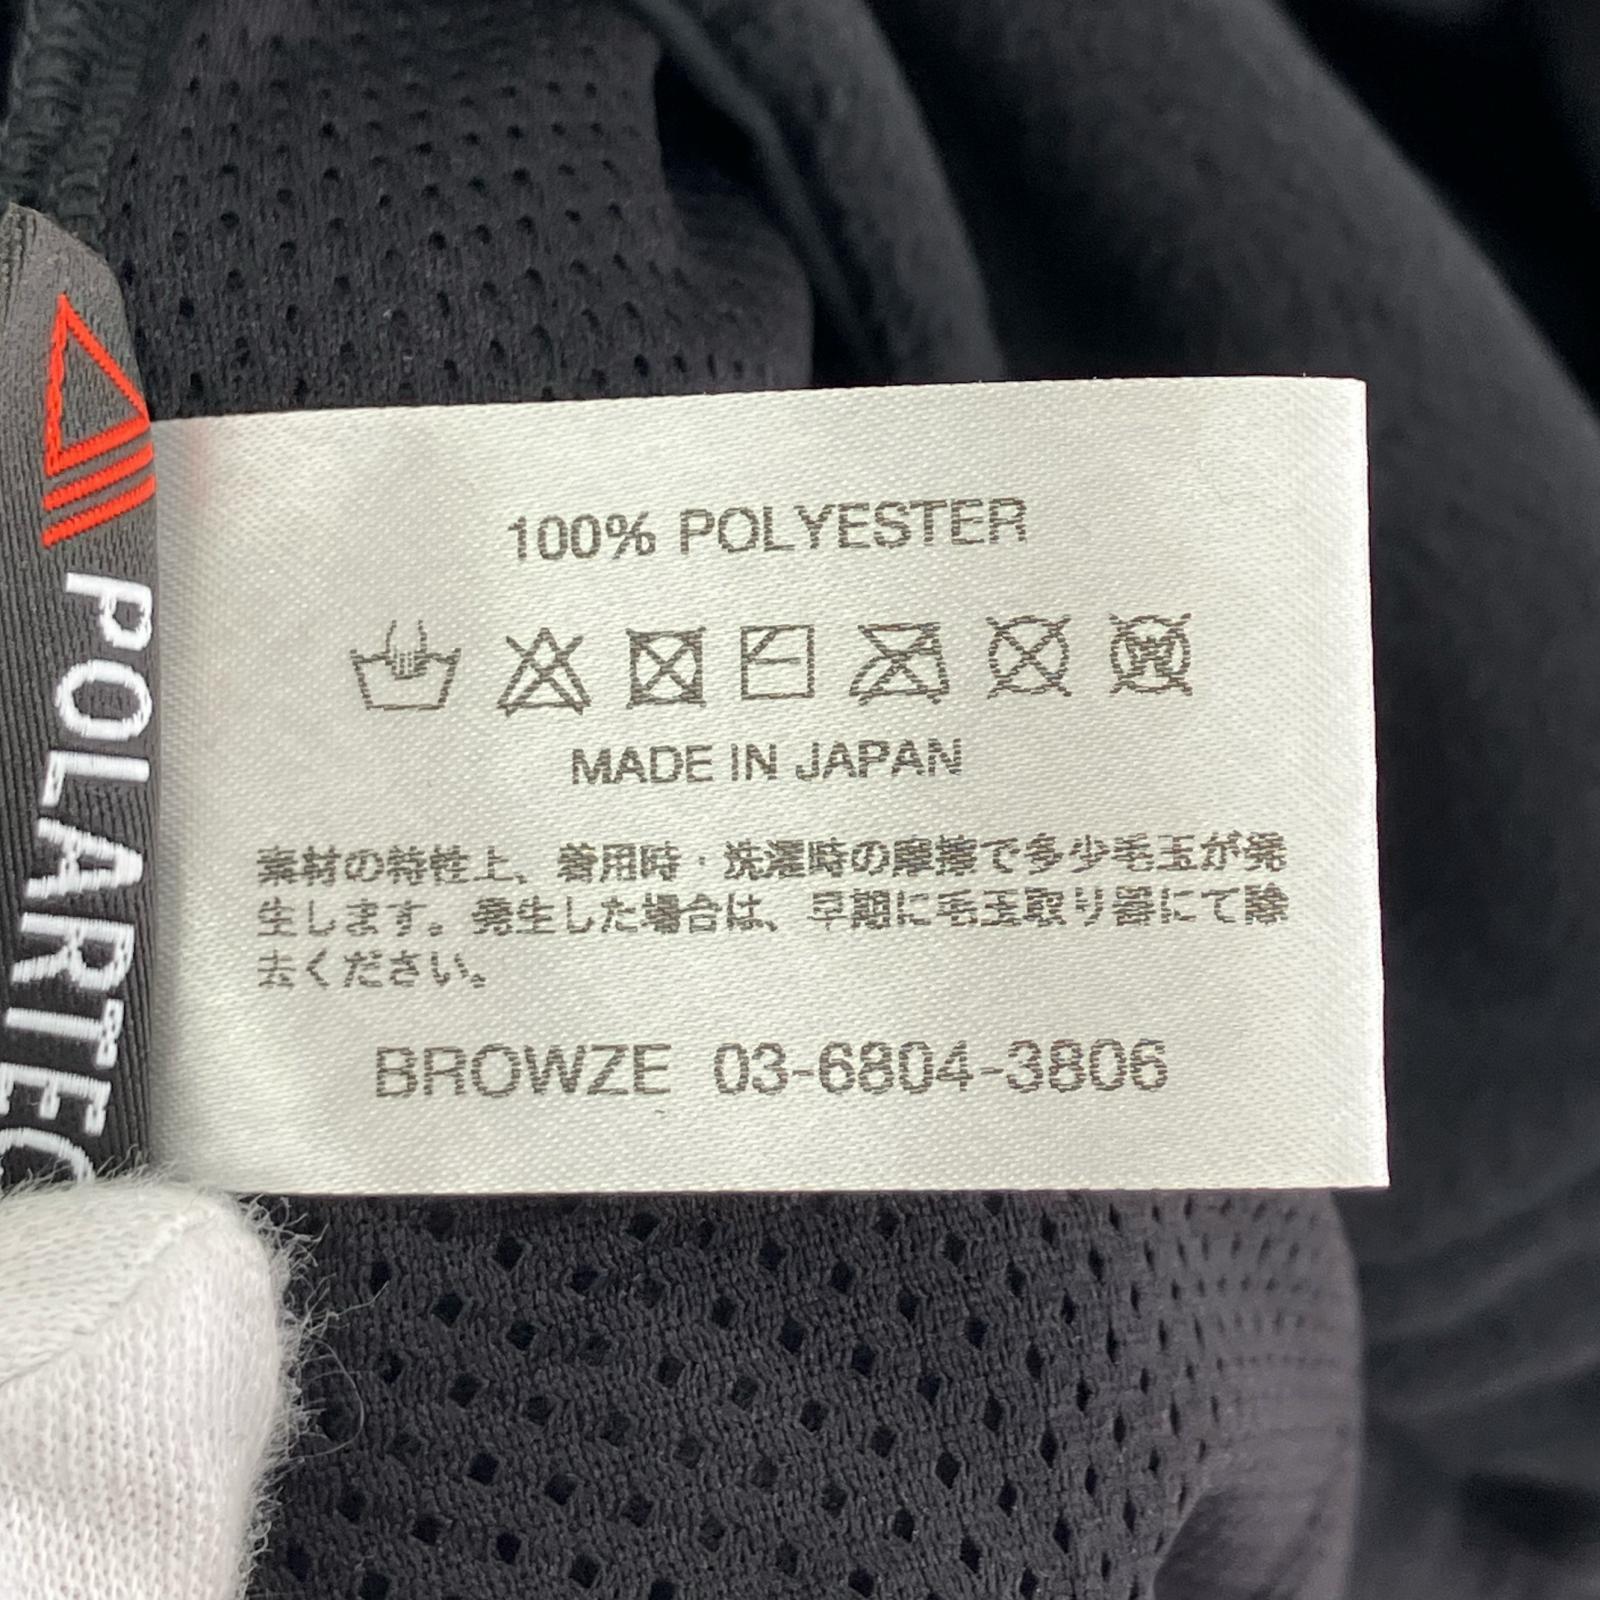 POLARTEC
100% POLYESTER
MADE IN JAPAN
素材の特性上、着用時・洗濯時の摩擦で多少毛玉が発
生します。発生した場合は、早期に毛玉取り器にて除
去ください。
BROWZE 03-6804-3806